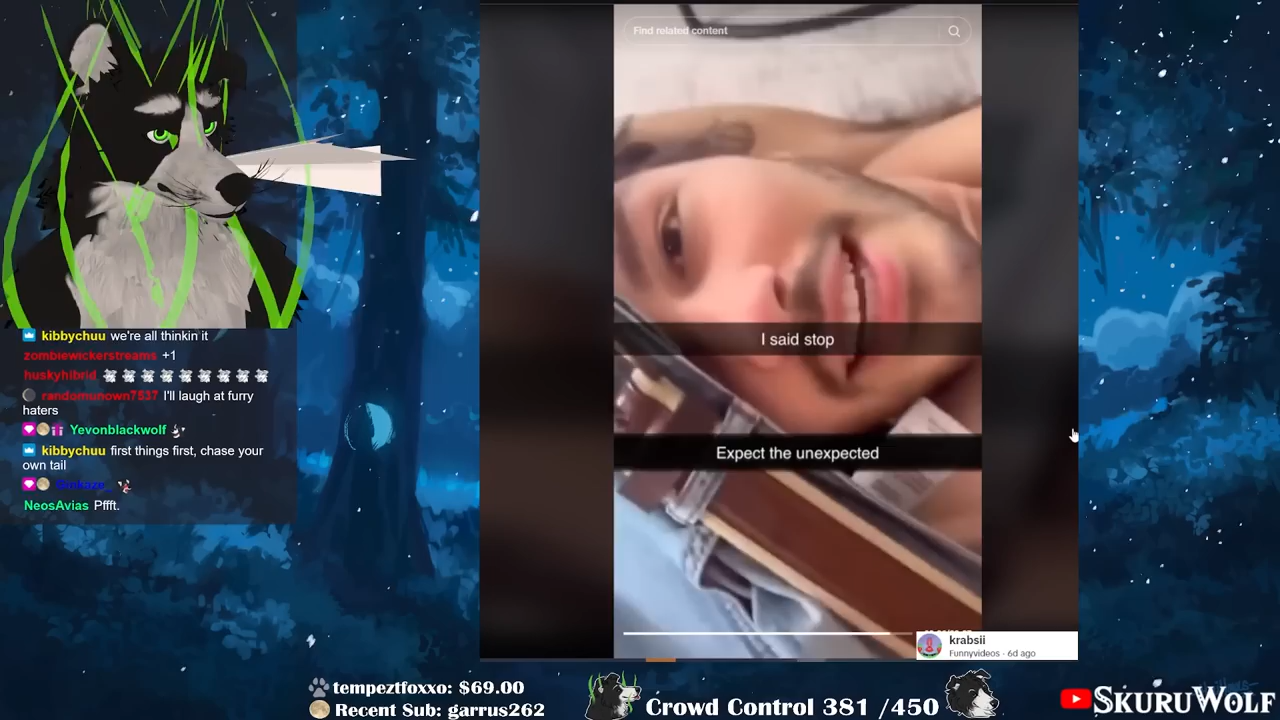 Find related content
I said stop
Expect the unexpected
krabsii
Funnyvideos · 6d ago
kibbychuu we're all thinkin it
zombiewickerstreams +1
huskyhibrid
randomunown7837 I'll laugh at furry
haters
Yevonblackwolf
kibbychuu first things first, chase your
own tail
NeosAvias Pffft.
tempeztfoxxo: $69.00
Recent Sub: garrus262
Crowd Control 381 /450
SkuruWolf